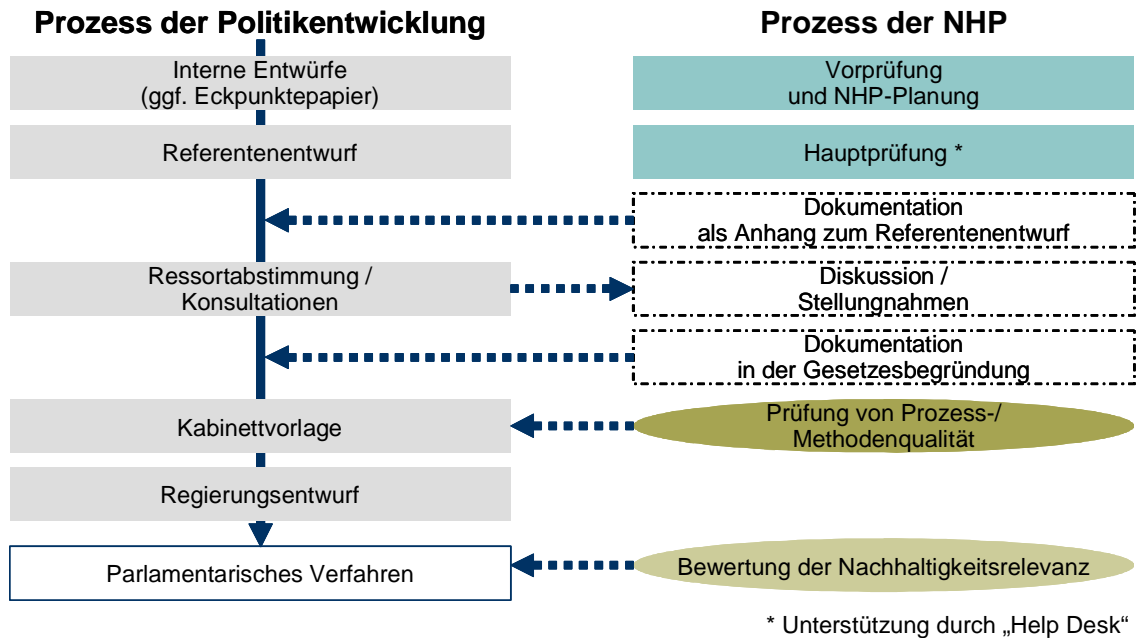 Prozess der Politikentwicklung
Prozess der NHP
Interne Entwürfe
(ggf. Eckpunktepapier)
Vorprüfung
und NHP-Planung
Referentenentwurf
Hauptprüfung *
Dokumentation
als Anhang zum Referentenentwurf
Ressortabstimmung /
Konsultationen
Diskussion /
Stellungnahmen
Dokumentation
in der Gesetzesbegründung
Kabinettvorlage
Prüfung von Prozess-/
Methodenqualität
Regierungsentwurf
Parlamentarisches Verfahren
Bewertung der Nachhaltigkeitsrelevanz
* Unterstützung durch „Help Desk“